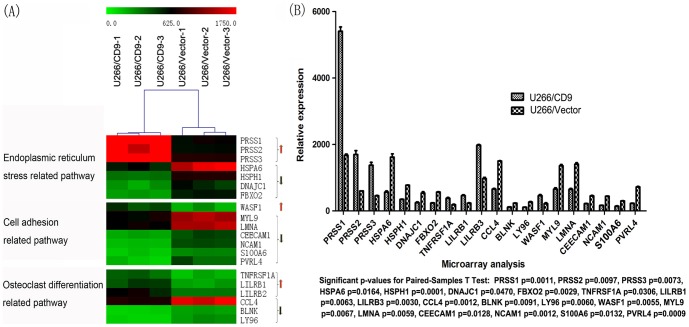 (A)
0.0 625.0 1750.0
U266/CD9-1
U266/CD9-2
U266/CD9-3
U266/Vector-1
U266/Vector-2
U266/Vector-3
Endoplasmic reticulum
stress related pathway
PRSS1
PRSS2
PRSS3
HSPA6
HSPH1
DNAJC1
FBXO2
Cell adhesion
related pathway
WASF1
MYL9
LMNA
CEECAM1
NCAM1
S100A6
PVRL4
Osteoclast differentiation
related pathway
TNFRSF1A
LILRB1
LILRB2
CCL4
BLNK
LY96
(B)
Relative expression
6000
4000
2000
0
U266/CD9
U266/Vector
PRSS1
PRSS2
PRSS3
HSPA6
HSPH1
DNAJC1
FBXO2
TNFRSF1A
LILRB1
LILRB3
CCL4
BLNK
LY96
WASF1
MYL9
LMNA
CEECAM1
NCAM1
S100A6
PVRL4
Microarray analysis
Significant p-values for Paired-Samples T Test: PRSS1 p=0.0011, PRSS2 p=0.0097, PRSS3 p=0.0073,
HSPA6 p=0.0164, HSPH1 p=0.0001, DNAJC1 p=0.0470, FBXO2 p=0.0029, TNFRSF1A p=0.0306, LILRB1
p=0.0063, LILRB3 p=0.0030, CCL4 p=0.0012, BLNK p=0.0091, LY96 p=0.0060, WASF1 p=0.0055, MYL9
p=0.0067, LMNA p=0.0059, CEECAM1 p=0.0128, NCAM1 p=0.0012, S100A6 p=0.0132, PVRL4 p=0.0009